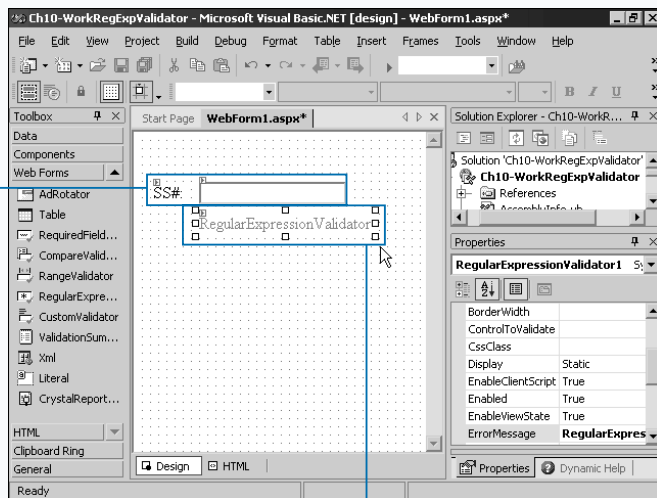 Ch10-WorkRegExpValidator - Microsoft Visual Basic.NET [design] - WebForm1.aspx*
File Edit View Project Build Debug Format Table Insert Frames Tools Window Help
B I U
Toolbox
Data
Components
Web Forms
AdRotator
Table
RequiredField...
CompareValid...
RangeValidator
RegularExpre...
CustomValidator
ValidationSum...
Xml
Literal
CrystalReport...
HTML
Clipboard Ring
General
Start Page WebForm1.aspx*
SS#:
RegularExpressionValidator
Design HTML
Solution Explorer - Ch10-WorkR...
Solution 'Ch10-WorkRegExpValidator'
Ch10-WorkRegExpValidator
References
Properties
RegularExpressionValidator1
BorderWidth
ControlToValidate
CssClass
Display Static
EnableClientScript True
Enabled True
EnableViewState True
ErrorMessage RegularExpres
Properties Dynamic Help
Ready